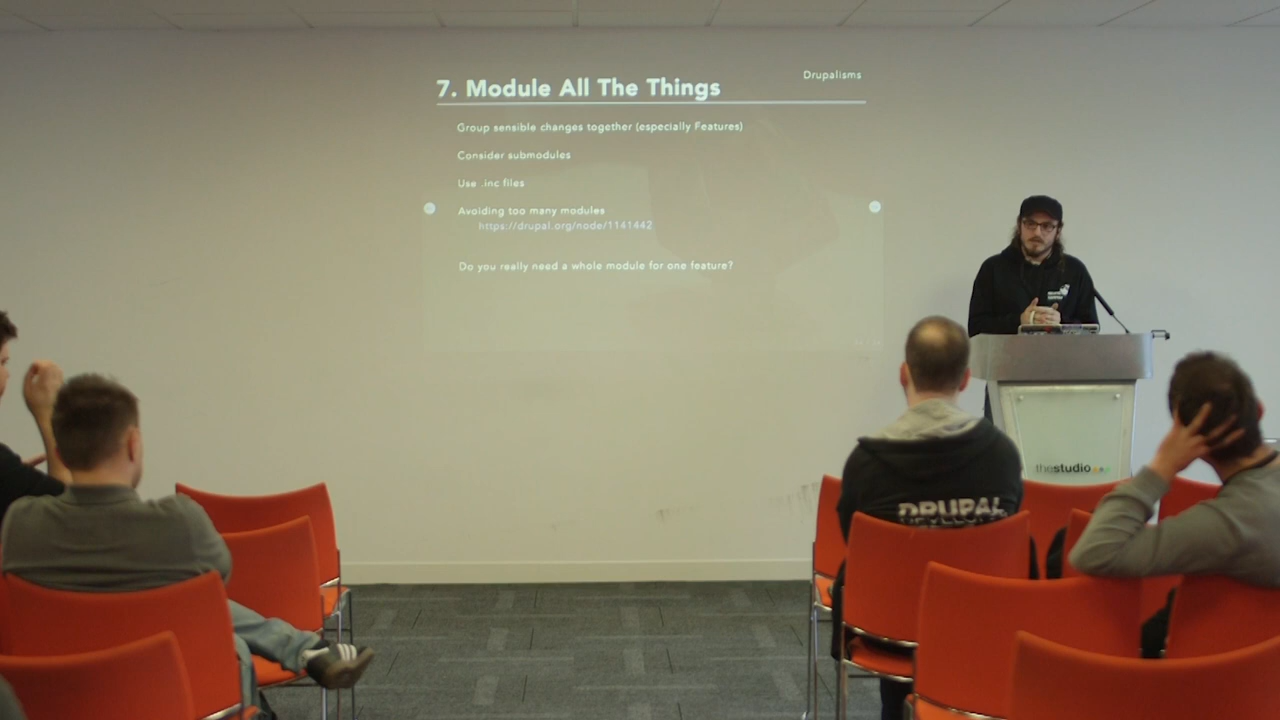 7. Module All The Things
Drupalisms
Group sensible changes together (especially Features)
Consider submodules
Use .inc files
Avoiding too many modules
https://drupal.org/node/1141442
Do you really need a whole module for one feature?
thestudio
DRUPAL